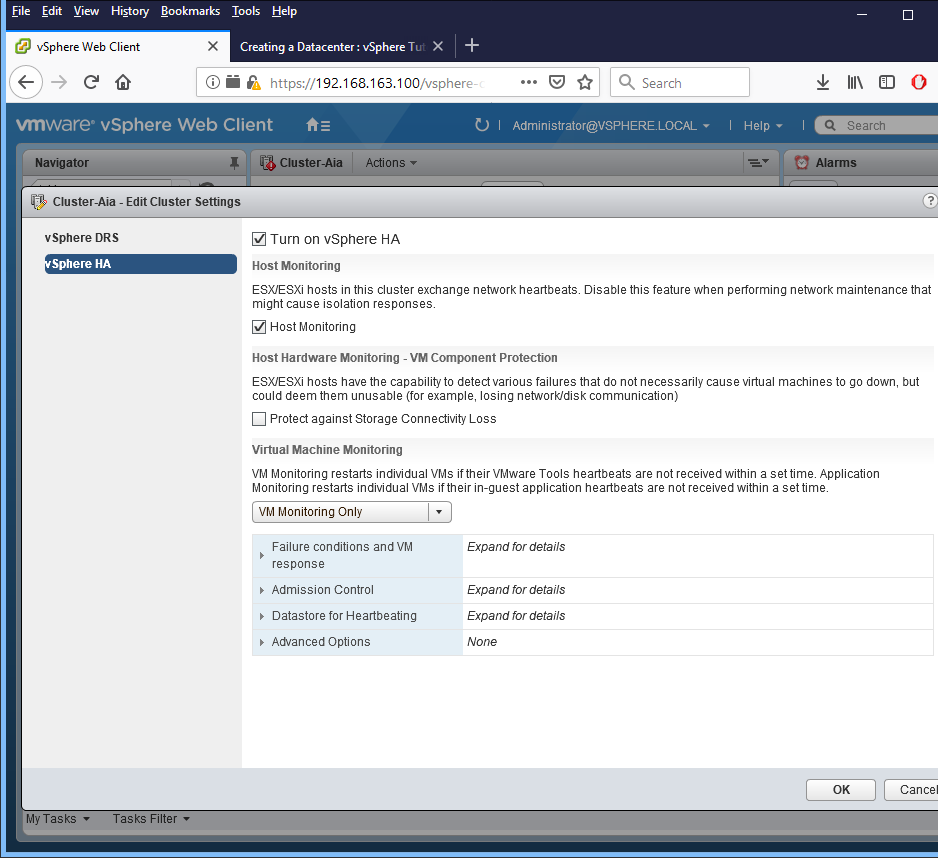 File Edit View History Bookmarks Tools Help
vSphere Web Client
Creating a Datacenter : vSphere Tut
https://192.168.163.100/vsphere-c
Search
vmware® vSphere Web Client
Administrator@VSPHERE.LOCAL
Help
Search
Navigator
Cluster-Aia
Actions
Alarms
Cluster-Aia - Edit Cluster Settings
vSphere DRS
vSphere HA
Turn on vSphere HA
Host Monitoring
ESX/ESXi hosts in this cluster exchange network heartbeats. Disable this feature when performing network maintenance that
might cause isolation responses.
Host Monitoring
Host Hardware Monitoring - VM Component Protection
ESX/ESXi hosts have the capability to detect various failures that do not necessarily cause virtual machines to go down, but
could deem them unusable (for example, losing network/disk communication)
Protect against Storage Connectivity Loss
Virtual Machine Monitoring
VM Monitoring restarts individual VMs if their VMware Tools heartbeats are not received within a set time. Application
Monitoring restarts individual VMs if their in-guest application heartbeats are not received within a set time.
VM Monitoring Only
Failure conditions and VM
response
Expand for details
Admission Control
Expand for details
Datastore for Heartbeating
Expand for details
Advanced Options
None
OK
Cancel
My Tasks
Tasks Filter